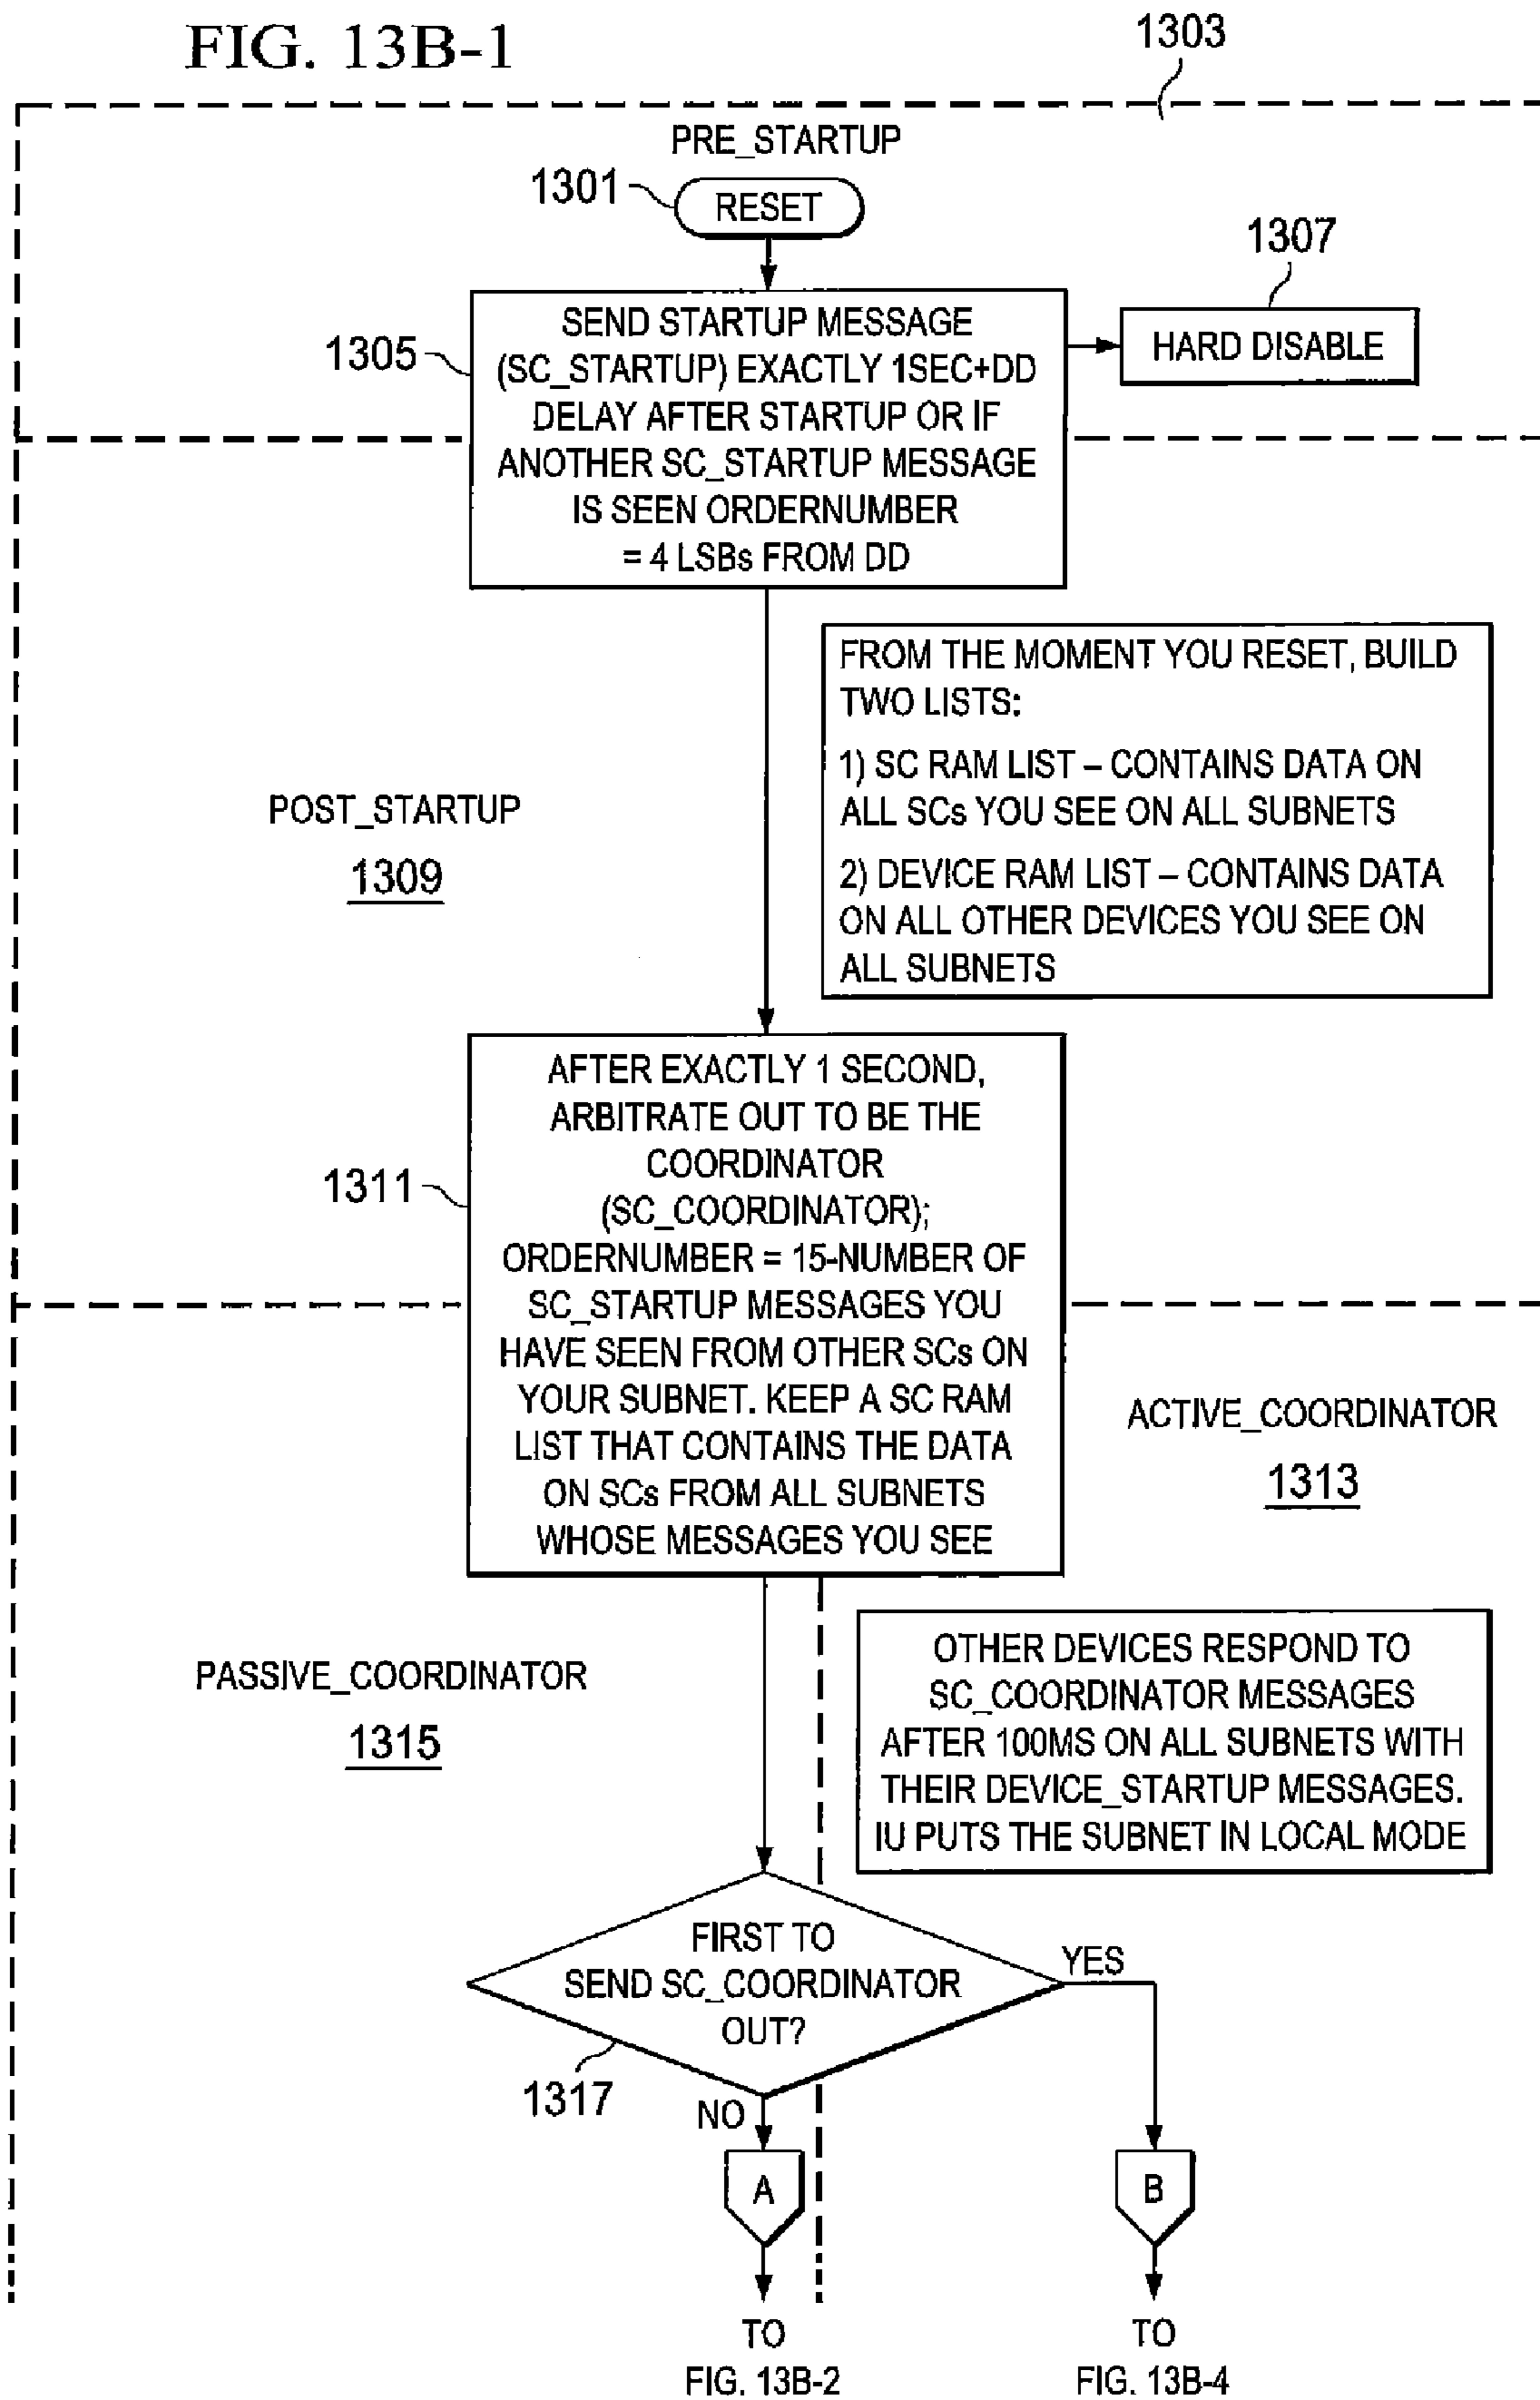 FIG. 13B-1
1303
PRE_STARTUP
1301
RESET
1307
HARD DISABLE
1305
SEND STARTUP MESSAGE
(SC_STARTUP) EXACTLY 1SEC+DD
DELAY AFTER STARTUP OR IF
ANOTHER SC_STARTUP MESSAGE
IS SEEN ORDERNUMBER
= 4 LSBs FROM DD
FROM THE MOMENT YOU RESET, BUILD
TWO LISTS:
1) SC RAM LIST – CONTAINS DATA ON
ALL SCs YOU SEE ON ALL SUBNETS
2) DEVICE RAM LIST – CONTAINS DATA
ON ALL OTHER DEVICES YOU SEE ON
ALL SUBNETS
POST_STARTUP
1309
AFTER EXACTLY 1 SECOND,
ARBITRATE OUT TO BE THE
COORDINATOR
(SC_COORDINATOR);
ORDERNUMBER = 15-NUMBER OF
SC_STARTUP MESSAGES YOU
HAVE SEEN FROM OTHER SCs ON
YOUR SUBNET. KEEP A SC RAM
LIST THAT CONTAINS THE DATA
ON SCs FROM ALL SUBNETS
WHOSE MESSAGES YOU SEE
1311
ACTIVE_COORDINATOR
1313
PASSIVE_COORDINATOR
1315
OTHER DEVICES RESPOND TO
SC_COORDINATOR MESSAGES
AFTER 100MS ON ALL SUBNETS WITH
THEIR DEVICE_STARTUP MESSAGES.
IU PUTS THE SUBNET IN LOCAL MODE
FIRST TO
SEND SC_COORDINATOR
OUT?
YES
1317
NO
A
B
TO
FIG. 13B-2
TO
FIG. 13B-4